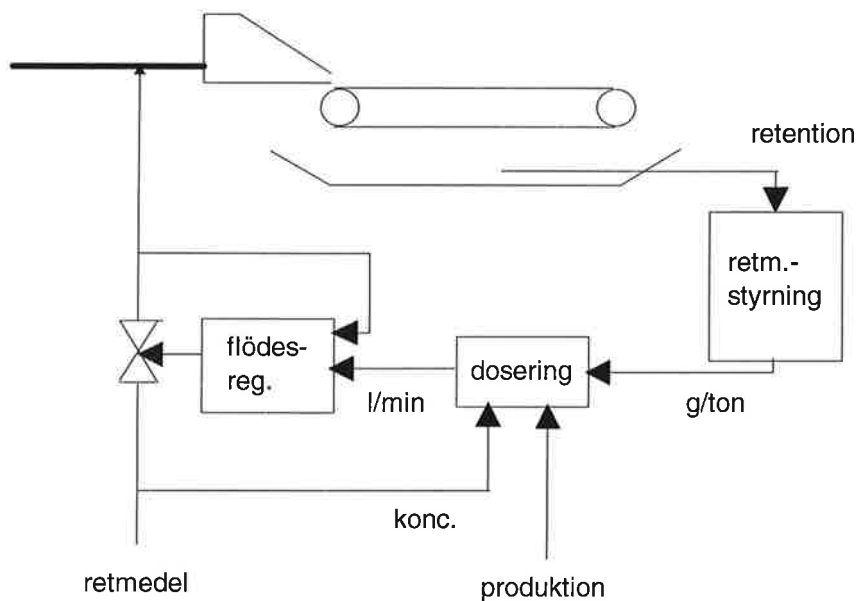 retention
retm.-
styrning
flödes-
reg.
dosering
l/min
g/ton
konc.
retmedel
produktion